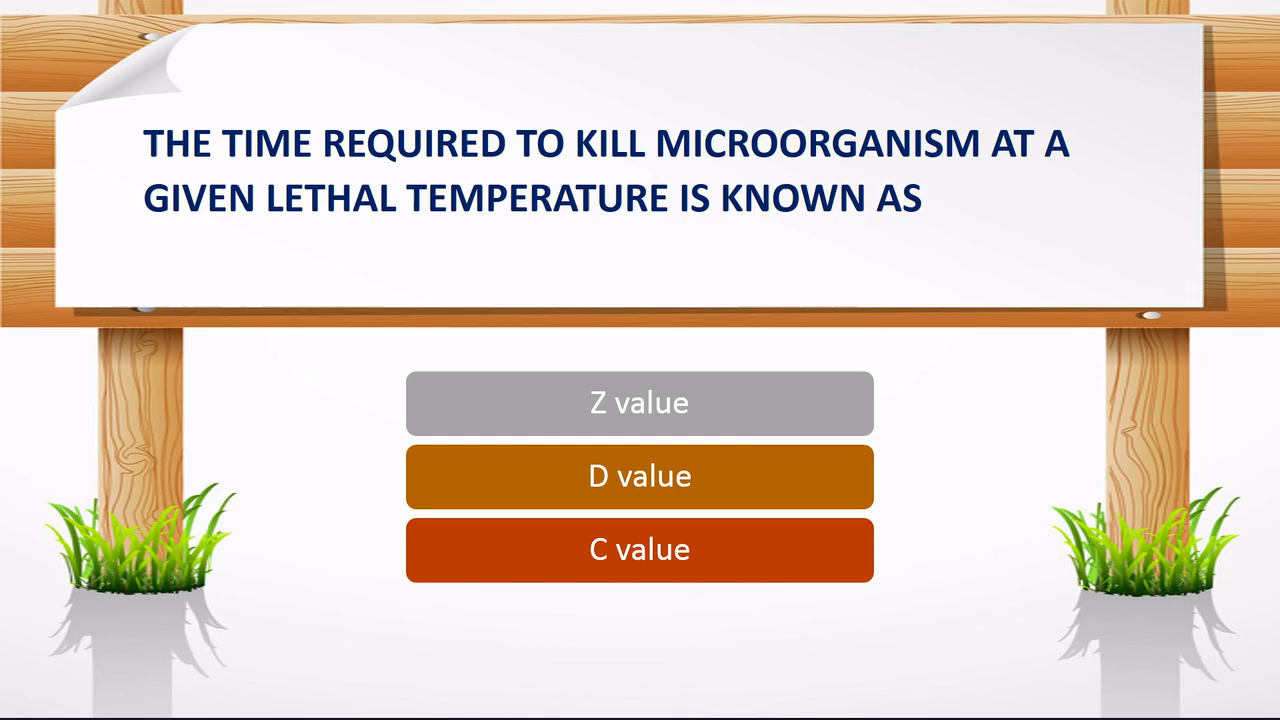 THE TIME REQUIRED TO KILL MICROORGANISM AT A
GIVEN LETHAL TEMPERATURE IS KNOWN AS
Z value
D value
C value